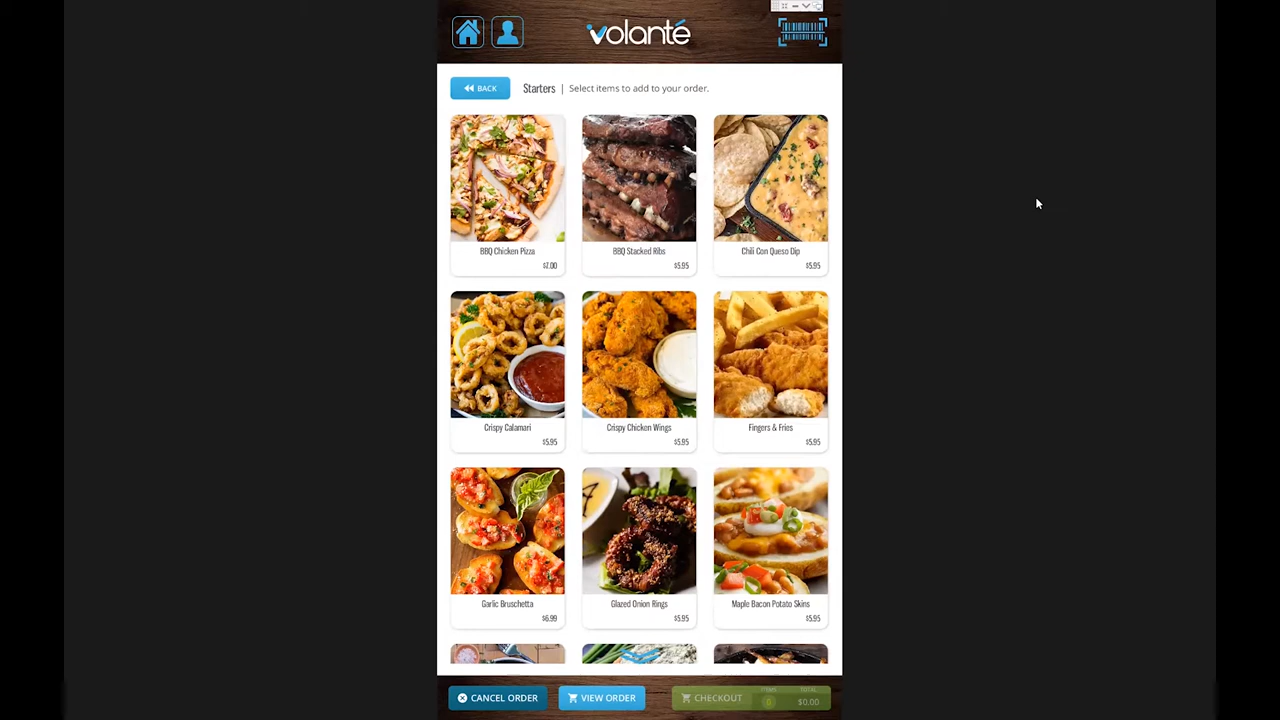 volanté
BACK
Starters | Select items to add to your order.
BBQ Chicken Pizza
$7.00
BBQ Stacked Ribs
$5.95
Chili Con Queso Dip
$5.95
Crispy Calamari
$5.95
Crispy Chicken Wings
$5.95
Fingers & Fries
$5.95
Garlic Bruschetta
$6.99
Glazed Onion Rings
$5.95
Maple Bacon Potato Skins
$5.95
CANCEL ORDER
VIEW ORDER
CHECKOUT
ITEMS
0
TOTAL
$0.00